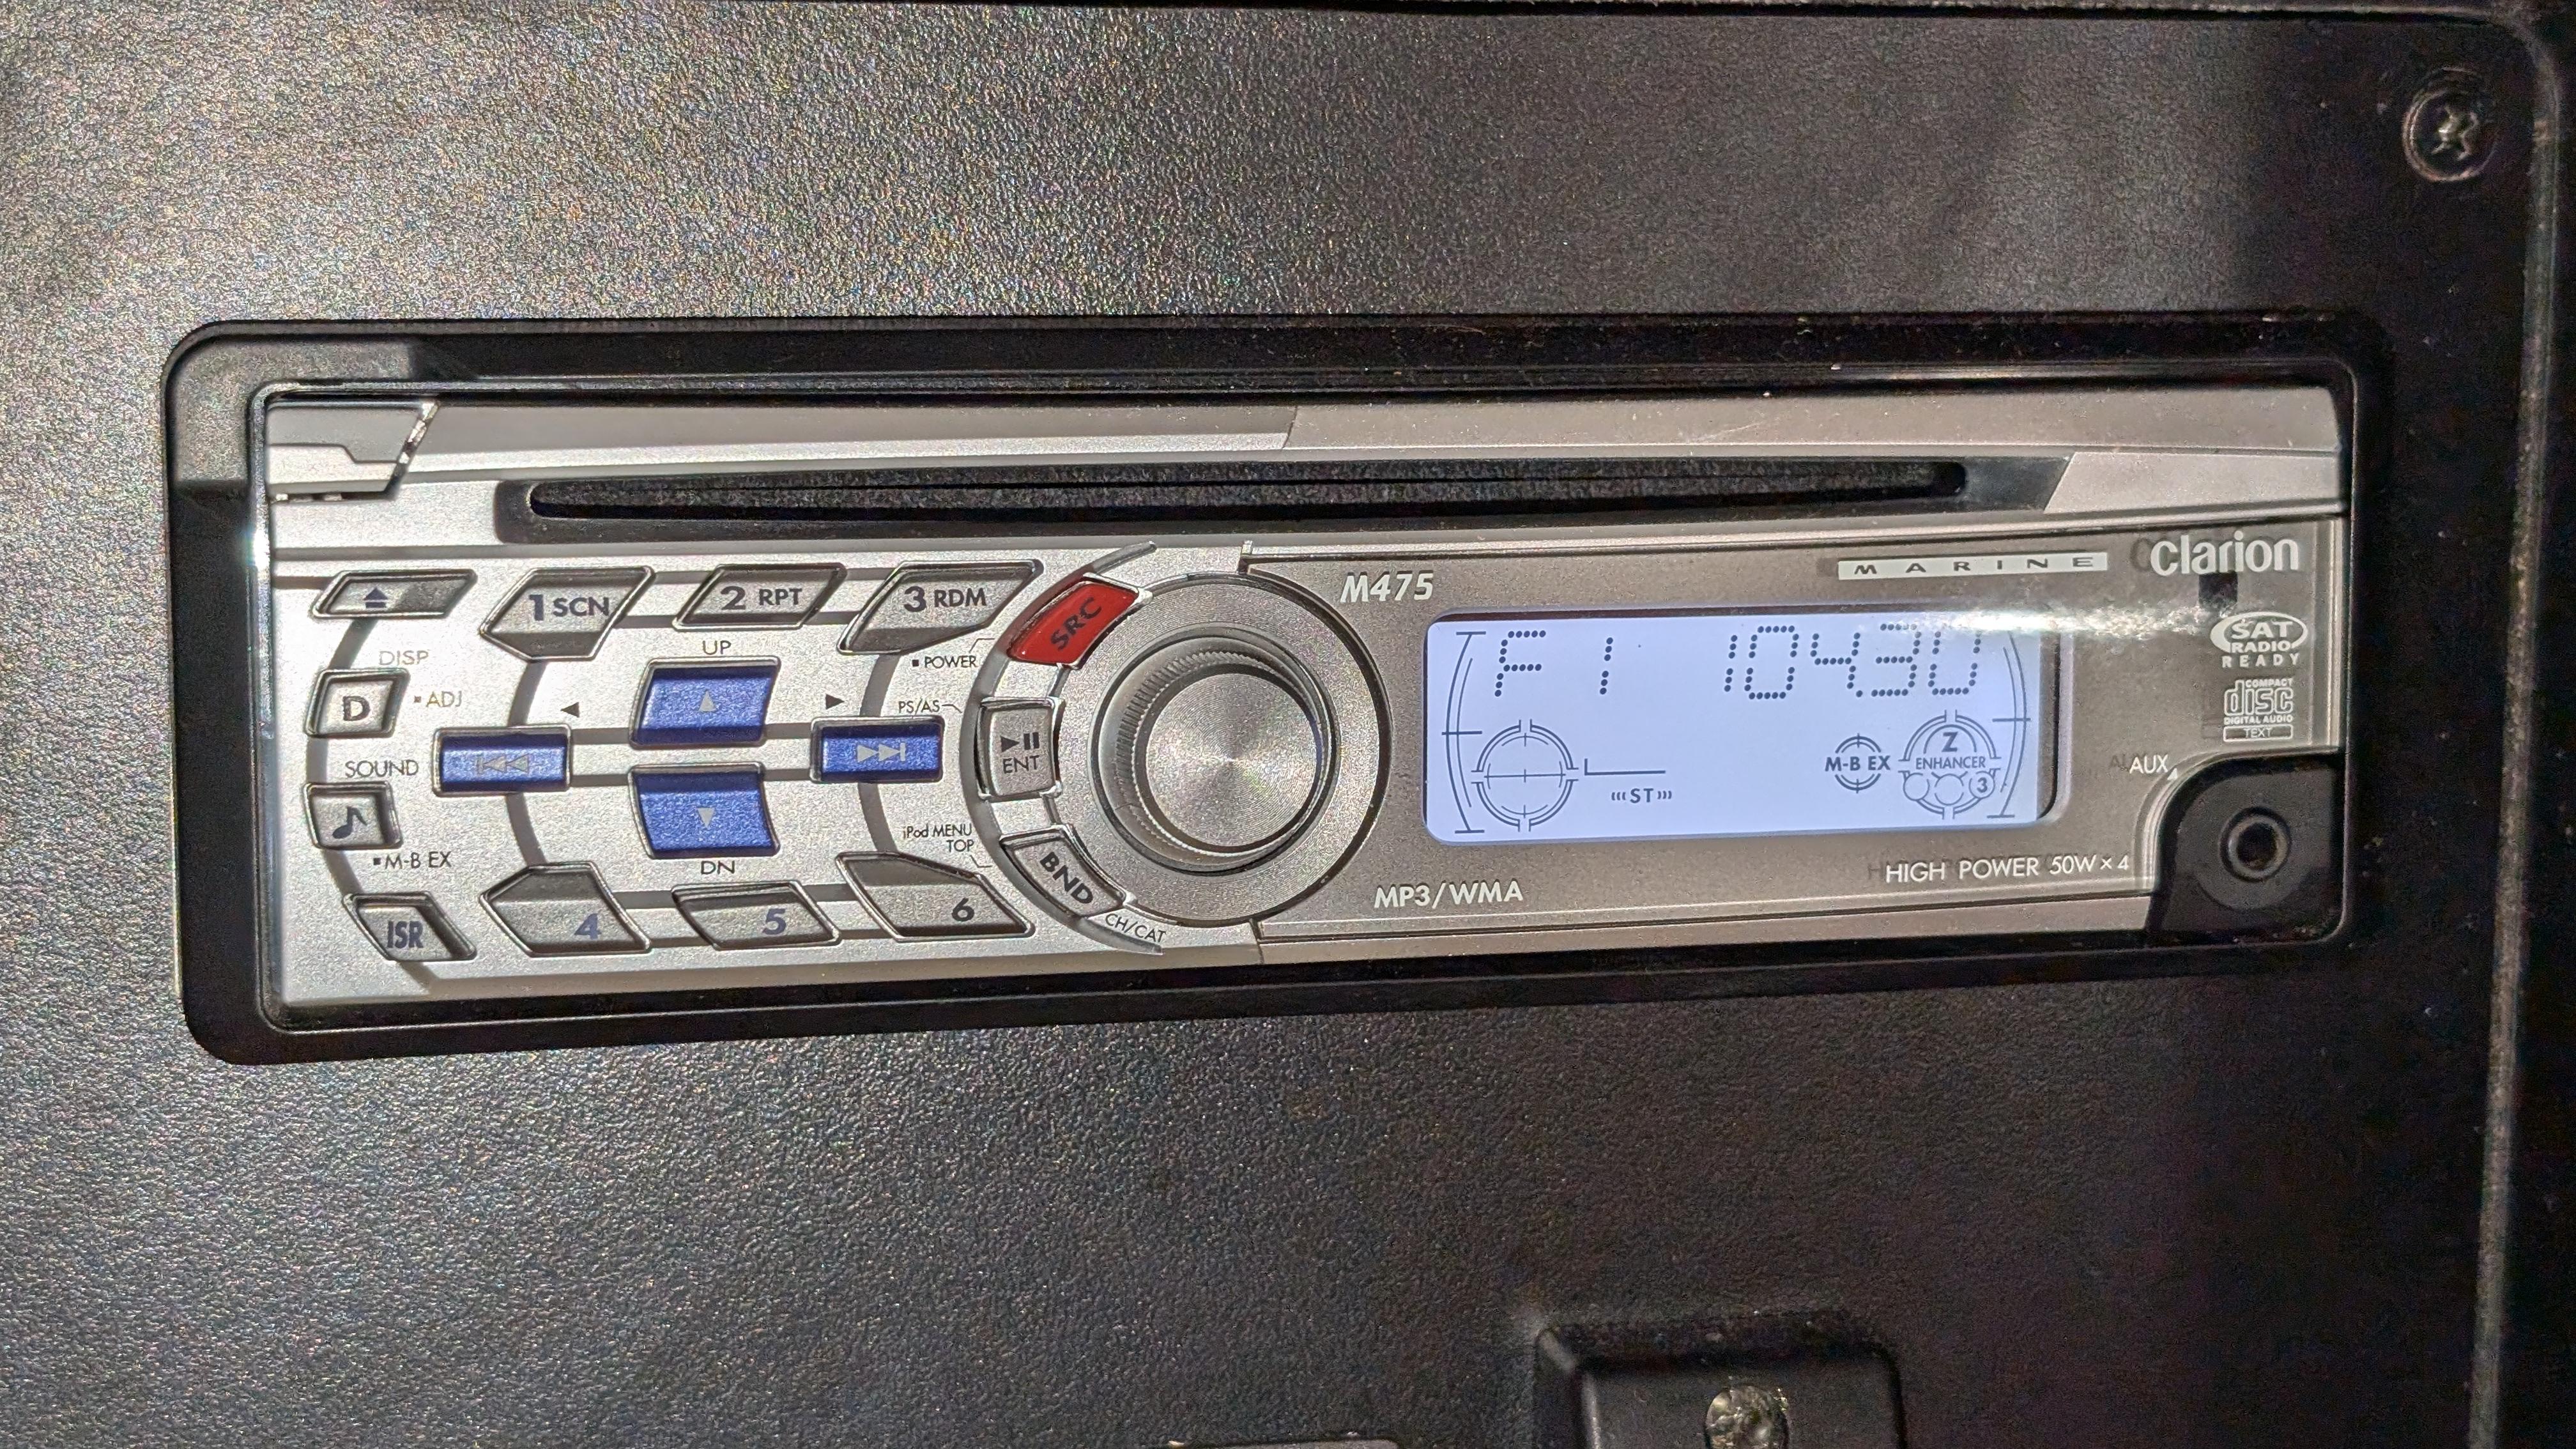 MARINE clarion
M475
1 SCN 2 RPT 3 RDM SRC
UP
POWER
DISP
D ADJ
PS/AS
ENT
SOUND
M-B EX
iPod MENU
TOP
DN
BND
CH/CAT
ISR 4 5 6
F1 104.30
ST
M-B EX
Z
ENHANCER
3
SAT
RADIO
READY
COMPACT
disc
DIGITAL AUDIO
TEXT
AUX
MP3/WMA
HIGH POWER 50W×4